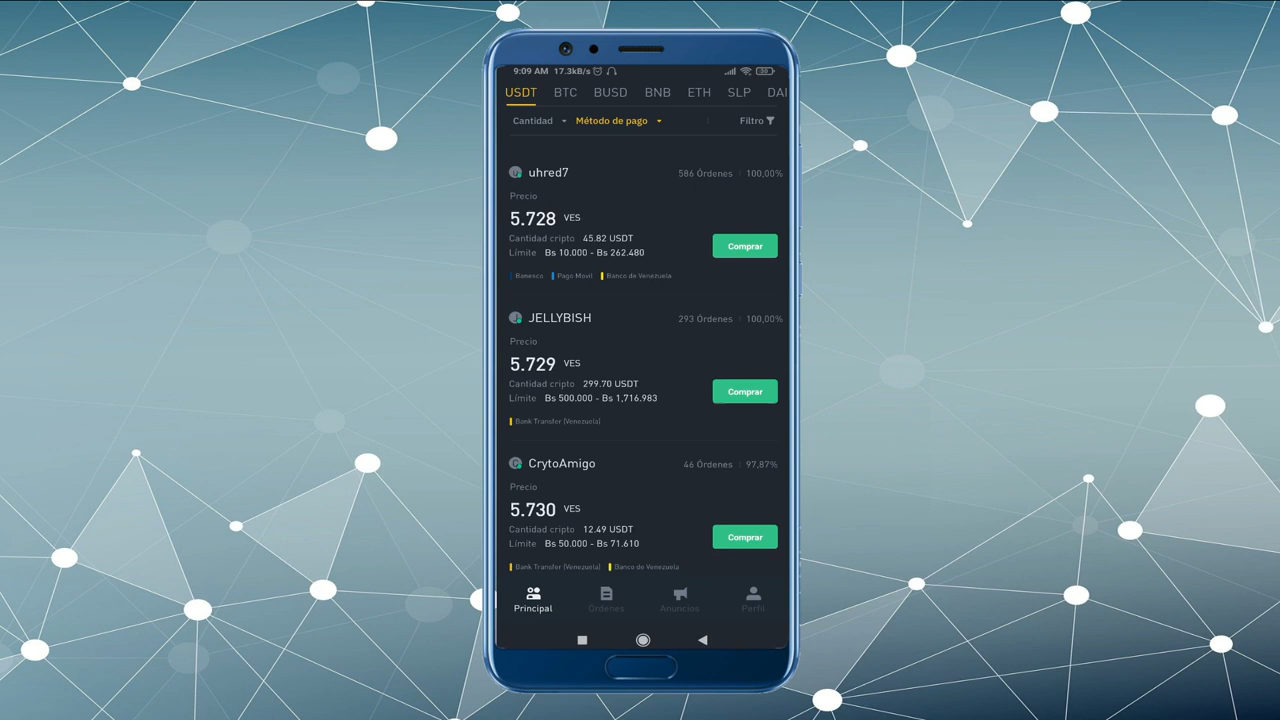 9:09 AM 17.3kB/s 39
USDT BTC BUSD BNB ETH SLP DAI
Cantidad Método de pago Filtro
uhred7 586 Órdenes 100,00%
Precio
5.728 VES
Cantidad cripto 45.82 USDT
Límite Bs 10.000 - Bs 262.480
Comprar
Banesco Pago Movil Banco de Venezuela
JELLYBISH 293 Órdenes 100,00%
Precio
5.729 VES
Cantidad cripto 299.70 USDT
Límite Bs 500.000 - Bs 1,716.983
Comprar
Bank Transfer (Venezuela)
CrytoAmigo 46 Órdenes 97,87%
Precio
5.730 VES
Cantidad cripto 12.49 USDT
Límite Bs 50.000 - Bs 71.610
Comprar
Bank Transfer (Venezuela) Banco de Venezuela
Principal Órdenes Anuncios Perfil